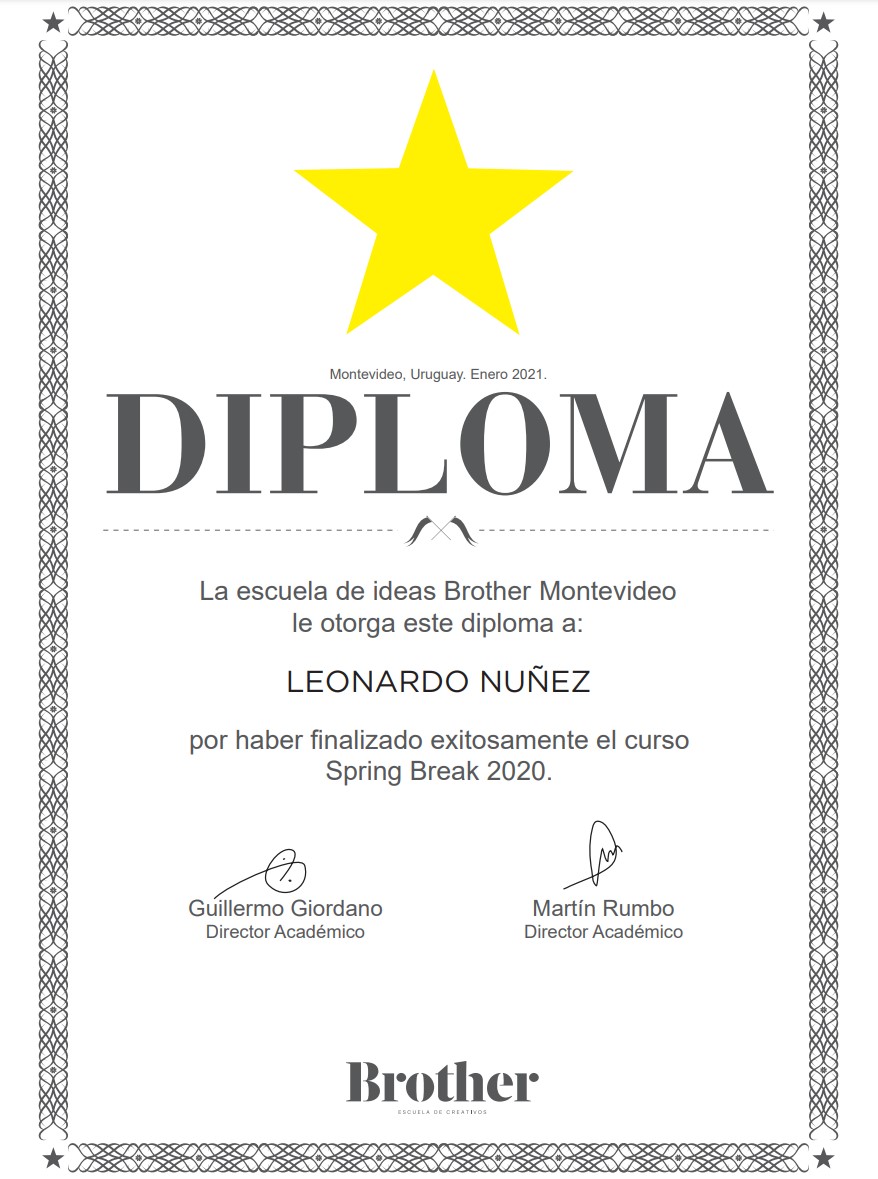 Montevideo, Uruguay. Enero 2021.
DIPLOMA
La escuela de ideas Brother Montevideo
le otorga este diploma a:
LEONARDO NUÑEZ
por haber finalizado exitosamente el curso
Spring Break 2020.
Guillermo Giordano
Director Académico
Martín Rumbo
Director Académico
Brother
ESCUELA DE CREATIVOS